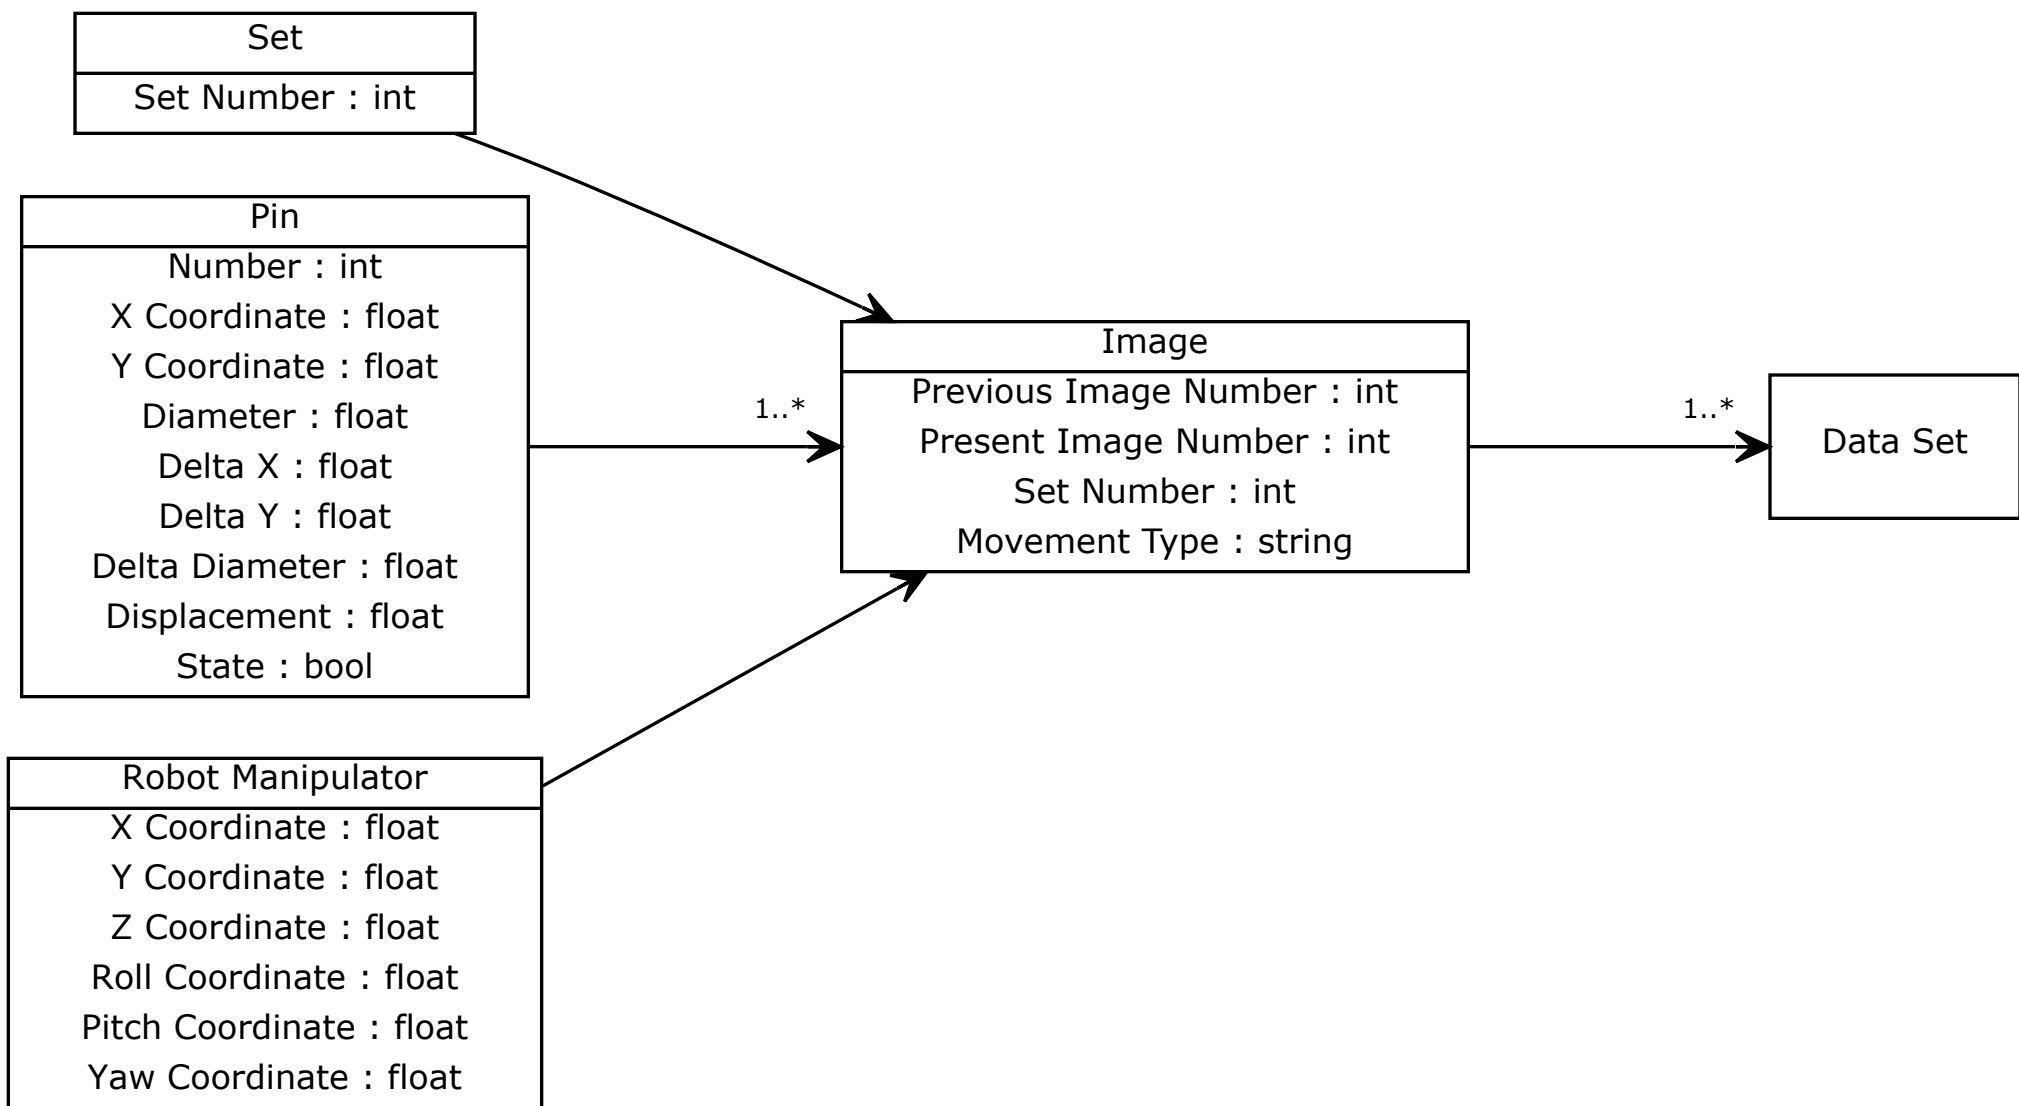 Set
Set Number : int
Pin
Number : int
X Coordinate : float
Y Coordinate : float
Diameter : float
Delta X : float
Delta Y : float
Delta Diameter : float
Displacement : float
State : bool
Robot Manipulator
X Coordinate : float
Y Coordinate : float
Z Coordinate : float
Roll Coordinate : float
Pitch Coordinate : float
Yaw Coordinate : float
1..*
Image
Previous Image Number : int
Present Image Number : int
Set Number : int
Movement Type : string
1..*
Data Set